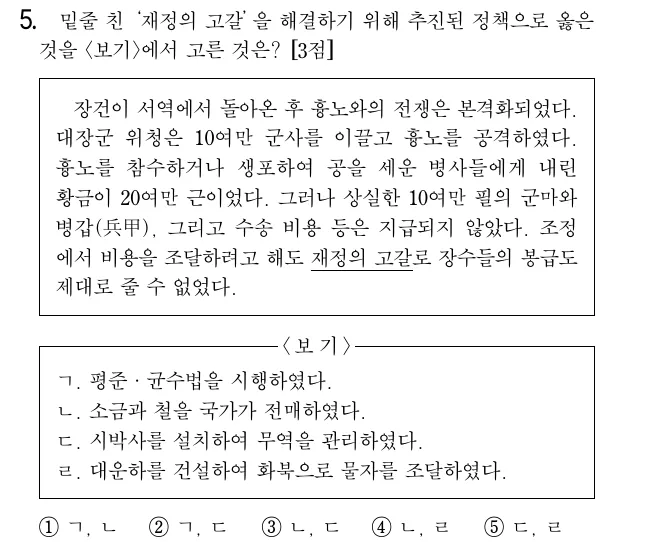 5. 밑줄 친 ‘재정의 고갈’을 해결하기 위해 추진된 정책으로 옳은
것을 〈보기〉에서 고른 것은? [3점]
장건이 서역에서 돌아온 후 흉노와의 전쟁은 본격화되었다.
대장군 위청은 10여만 군사를 이끌고 흉노를 공격하였다.
흉노를 참수하거나 생포하여 공을 세운 병사들에게 내린
황금이 20여만 근이었다. 그러나 상실한 10여만 필의 군마와
병갑(兵甲), 그리고 수송 비용 등은 지급되지 않았다. 조정
에서 비용을 조달하려고 해도 재정의 고갈로 장수들의 봉급도
제대로 줄 수 없었다.
〈보 기〉
ㄱ. 평준·균수법을 시행하였다.
ㄴ. 소금과 철을 국가가 전매하였다.
ㄷ. 시박사를 설치하여 무역을 관리하였다.
ㄹ. 대운하를 건설하여 화북으로 물자를 조달하였다.
① ㄱ, ㄴ ② ㄱ, ㄷ ③ ㄴ, ㄷ ④ ㄴ, ㄹ ⑤ ㄷ, ㄹ